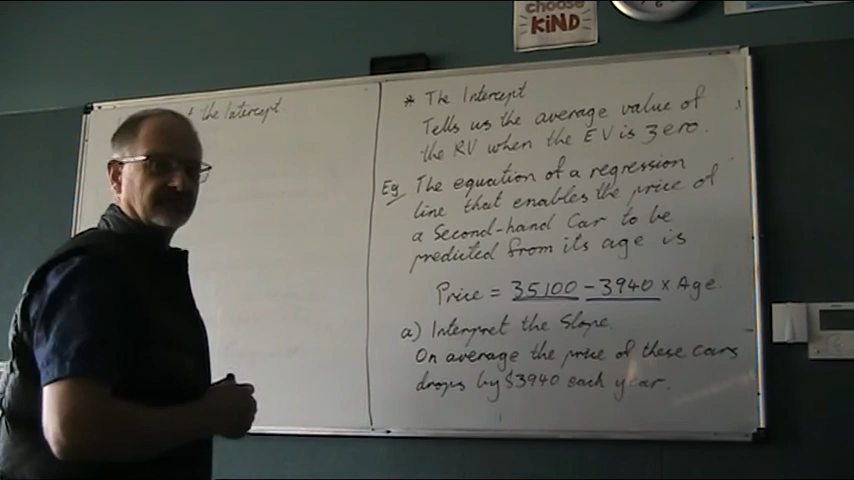 choose
KiND
& the Intercept
* The Intercept
Tells us the average value of
the RV when the EV is zero.
Eg The equation of a regression
line that enables the price of
a second-hand Car to be
predicted from its age is
Price = 35100 - 3940 x Age.
a) Interpret the Slope.
On average the price of these cars
drops by $3940 each year.